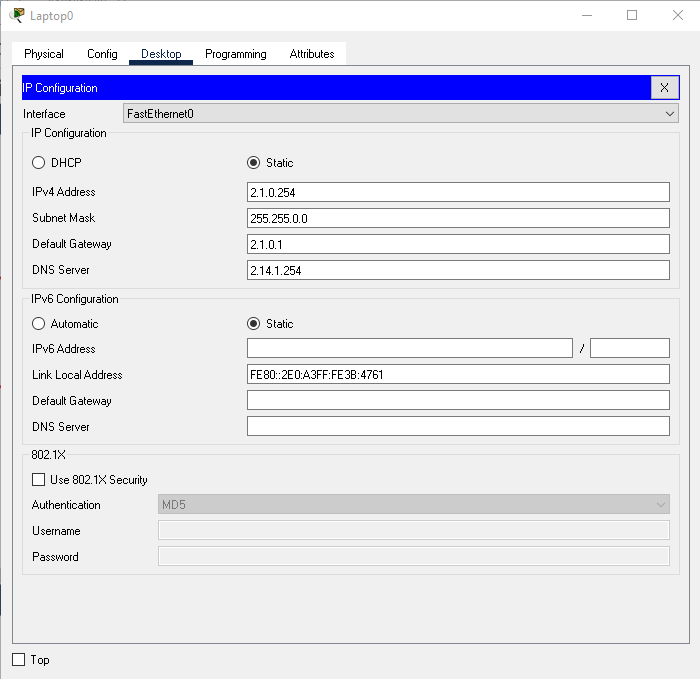 Laptop0
Physical Config Desktop Programming Attributes
IP Configuration X
Interface FastEthernet0
IP Configuration
DHCP Static
IPv4 Address 2.1.0.254
Subnet Mask 255.255.0.0
Default Gateway 2.1.0.1
DNS Server 2.14.1.254
IPv6 Configuration
Automatic Static
IPv6 Address /
Link Local Address FE80::2E0:A3FF:FE3B:4761
Default Gateway
DNS Server
802.1X
Use 802.1X Security
Authentication MD5
Username
Password
Top